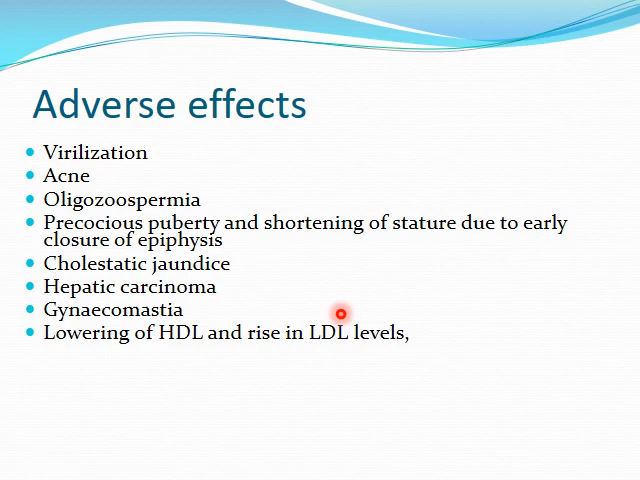 Adverse effects
Virilization
Acne
Oligozoospermia
Precocious puberty and shortening of stature due to early
closure of epiphysis
Cholestatic jaundice
Hepatic carcinoma
Gynaecomastia
Lowering of HDL and rise in LDL levels,